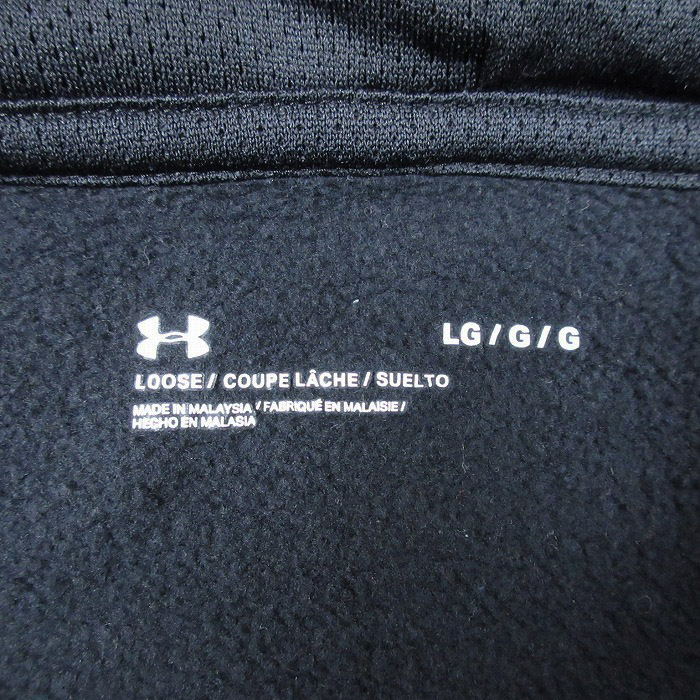 LG / G / G
LOOSE / COUPE LÂCHE / SUELTO
MADE IN MALAYSIA / FABRIQUÉ EN MALAISIE /
HECHO EN MALASIA